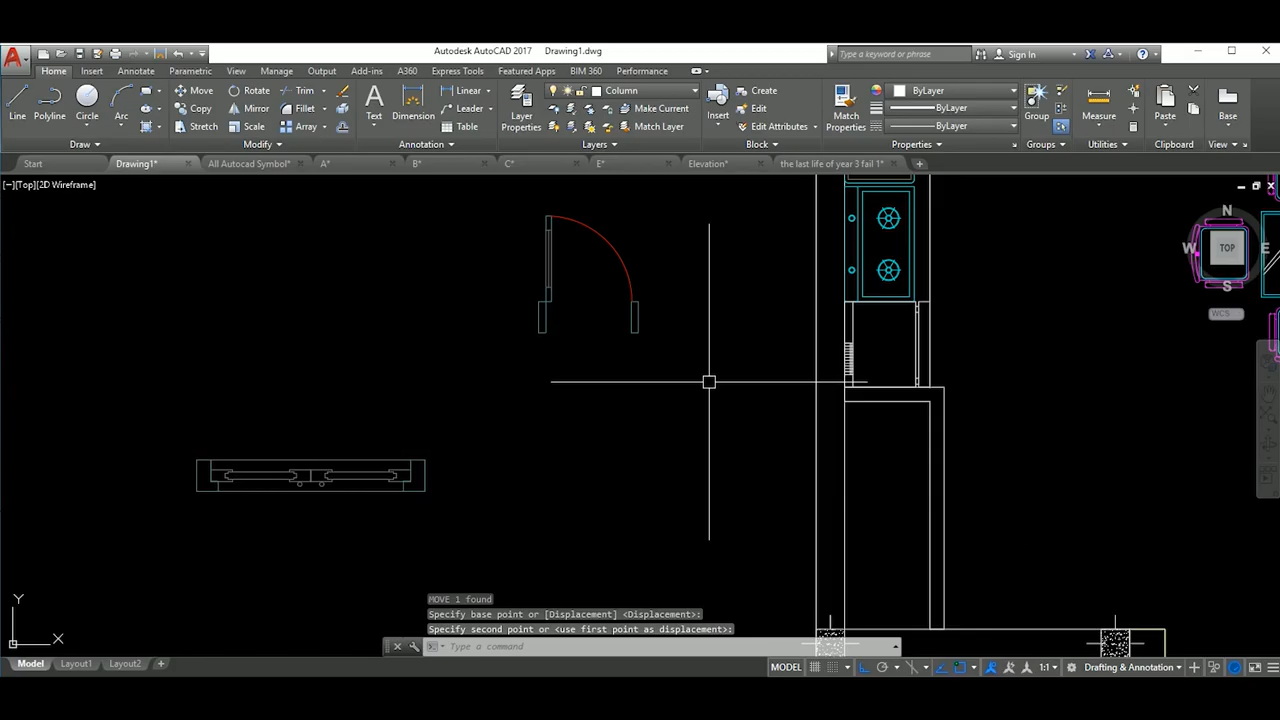 Autodesk AutoCAD 2017 Drawing1.dwg
Type a keyword or phrase
Sign In
Home Insert Annotate Parametric View Manage Output Add-ins A360 Express Tools Featured Apps BIM 360 Performance
Line Polyline Circle Arc
Move Rotate Trim
Copy Mirror Fillet
Stretch Scale Array
Text Dimension
Linear
Leader
Table
Layer Properties
Column
Make Current
Match Layer
Insert
Create
Edit
Edit Attributes
Match Properties
ByLayer
ByLayer
ByLayer
Group Measure Paste Base
Draw Modify Annotation Layers Block Properties Groups Utilities Clipboard View
Start Drawing1* All Autocad Symbol* A* B* C* E* Elevation* the last life of year 3 fail 1*
[−][Top][2D Wireframe]
N
W TOP E
S
WCS
Y
X
MOVE 1 found
Specify base point or [Displacement] <Displacement>:
Specify second point or <use first point as displacement>:
Type a command
Model Layout1 Layout2 +
MODEL 1:1 Drafting & Annotation